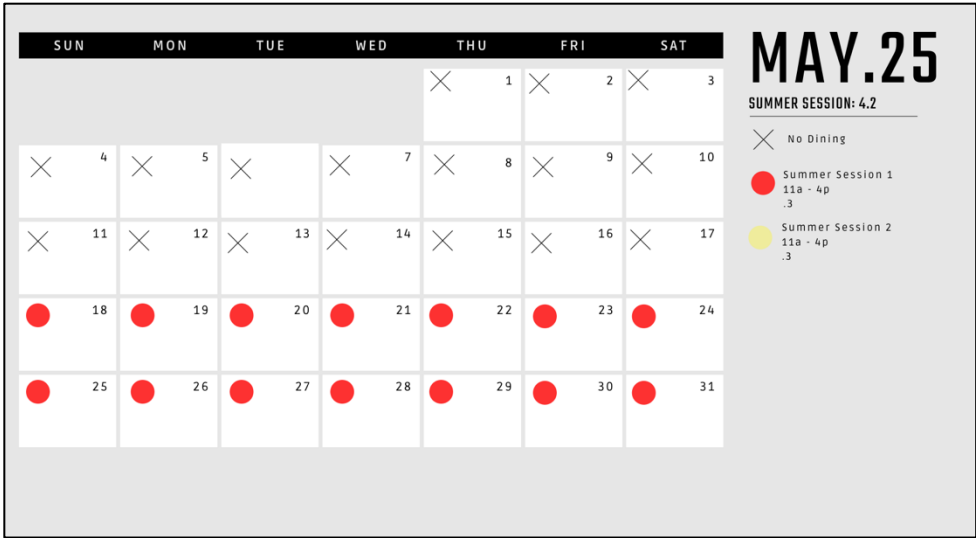 SUN MON TUE WED THU FRI SAT
1 2 3
4 5 7 8 9 10
11 12 13 14 15 16 17
18 19 20 21 22 23 24
25 26 27 28 29 30 31
MAY.25
SUMMER SESSION: 4.2
No Dining
Summer Session 1
11a - 4p
.3
Summer Session 2
11a - 4p
.3